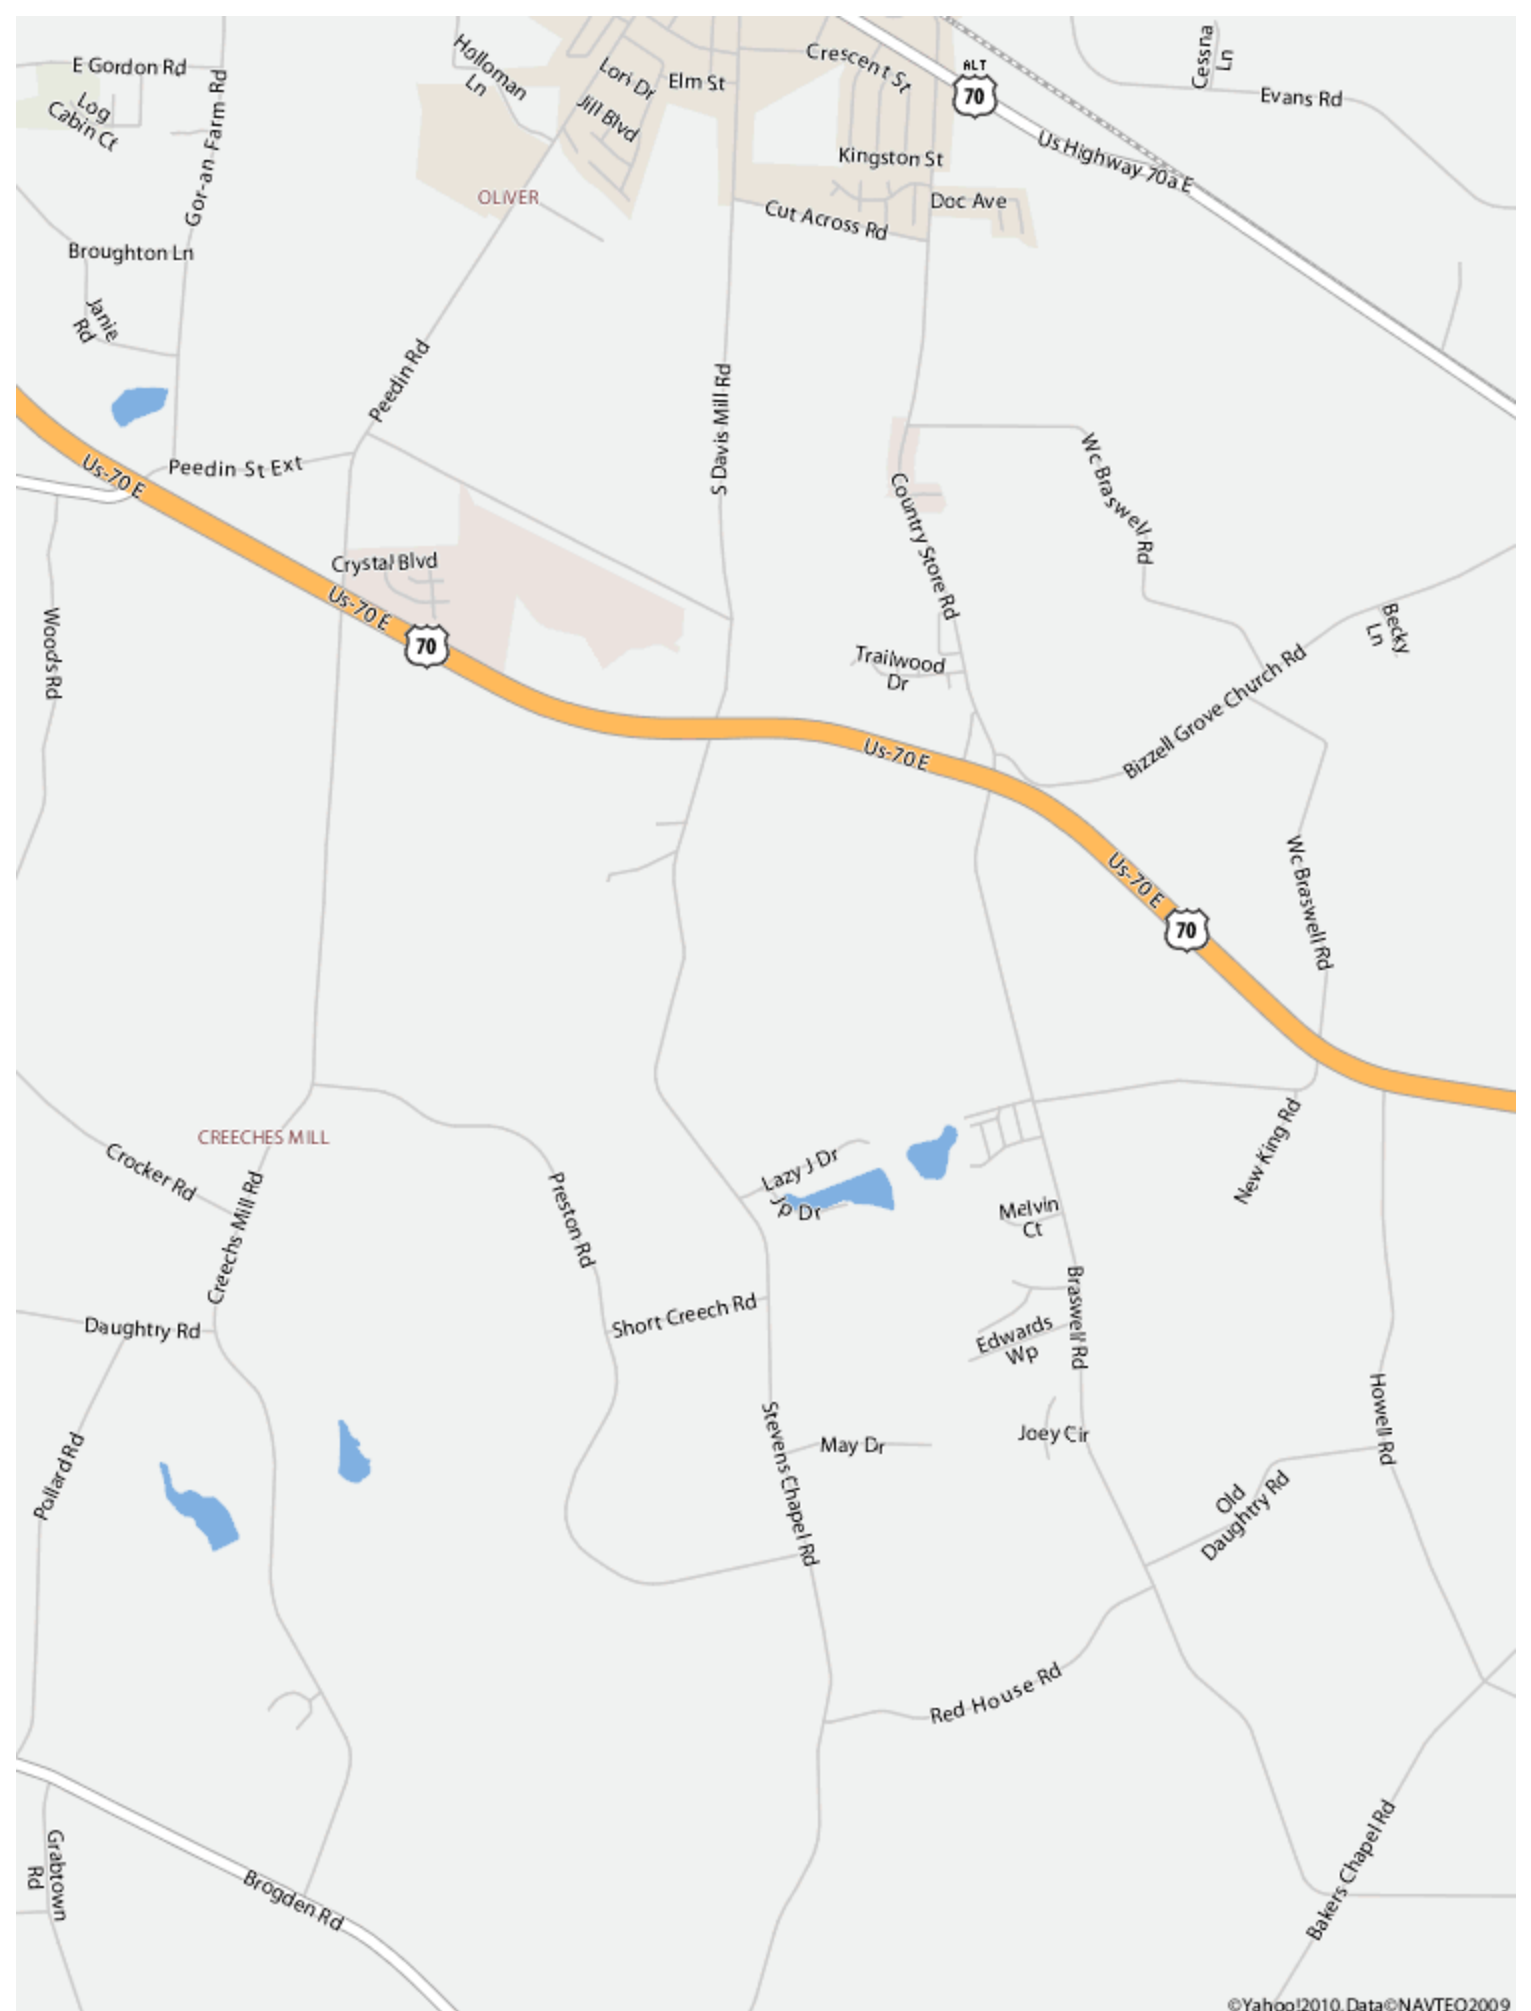 E Gordon Rd
Log
Cabin Ct
Gor-an-Farm Rd
Holloman
Ln
Lori Dr
Jill Blvd
Elm St
Crescent St
ALT
70
Cessna
Ln
Evans Rd
Us Highway 70a E
Kingston St
OLIVER
Doc Ave
Cut Across Rd
Broughton Ln
Janie
Rd
Peedin Rd
S Davis Mill Rd
Us-70 E
Peedin St Ext
Wc Braswell Rd
Country Store Rd
Crystal Blvd
Us-70 E
70
Woods Rd
Becky
Ln
Trailwood
Dr
Bizzell Grove Church Rd
Us-70 E
Us-70 E
70
Wc Braswell Rd
CREECHES MILL
Crocker Rd
Creechs Mill Rd
Preston Rd
Lazy J Dr
Jp Dr
New King Rd
Melvin
Ct
Short Creech Rd
Braswell Rd
Edwards
Wp
Daughtry Rd
Howell Rd
Pollard Rd
Stevens Chapel Rd
May Dr
Joey Cir
Old
Daughtry Rd
Red House Rd
Grabtown
Rd
Brogden Rd
Bakers Chapel Rd
©Yahoo!2010, Data©NAVTEQ2009